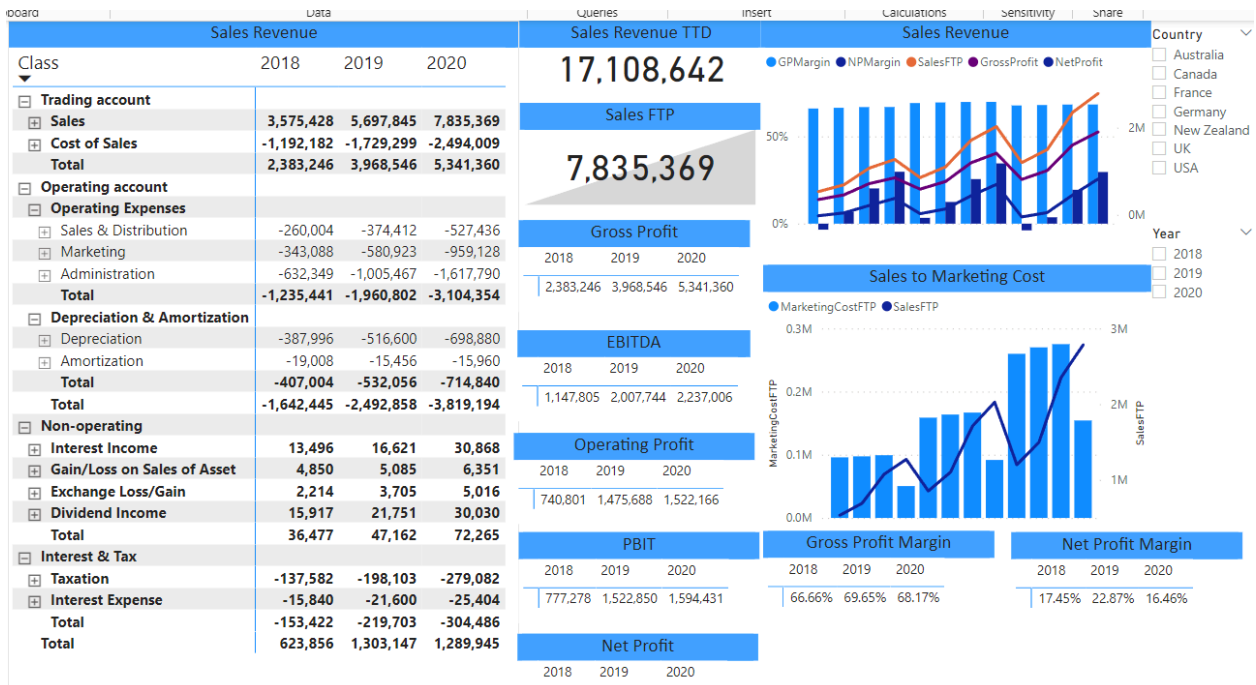 Data Queries Insert Calculations Sensitivity Share
Sales Revenue
Class 2018 2019 2020
Trading account
Sales 3,575,428 5,697,845 7,835,369
Cost of Sales -1,192,182 -1,729,299 -2,494,009
Total 2,383,246 3,968,546 5,341,360
Operating account
Operating Expenses
Sales & Distribution -260,004 -374,412 -527,436
Marketing -343,088 -580,923 -959,128
Administration -632,349 -1,005,467 -1,617,790
Total -1,235,441 -1,960,802 -3,104,354
Depreciation & Amortization
Depreciation -387,996 -516,600 -698,880
Amortization -19,008 -15,456 -15,960
Total -407,004 -532,056 -714,840
Total -1,642,445 -2,492,858 -3,819,194
Non-operating
Interest Income 13,496 16,621 30,868
Gain/Loss on Sales of Asset 4,850 5,085 6,351
Exchange Loss/Gain 2,214 3,705 5,016
Dividend Income 15,917 21,751 30,030
Total 36,477 47,162 72,265
Interest & Tax
Taxation -137,582 -198,103 -279,082
Interest Expense -15,840 -21,600 -25,404
Total -153,422 -219,703 -304,486
Total 623,856 1,303,147 1,289,945
Sales Revenue TTD
17,108,642
Sales FTP
7,835,369
Gross Profit
2018 2019 2020
2,383,246 3,968,546 5,341,360
EBITDA
2018 2019 2020
1,147,805 2,007,744 2,237,006
Operating Profit
2018 2019 2020
740,801 1,475,688 1,522,166
PBIT
2018 2019 2020
777,278 1,522,850 1,594,431
Net Profit
2018 2019 2020
Sales Revenue
GPMargin NPMargin SalesFTP GrossProfit NetProfit
50%
0%
2M
0M
Sales to Marketing Cost
MarketingCostFTP SalesFTP
0.3M
0.2M
0.1M
0.0M
MarketingCostFTP
3M
2M
1M
SalesFTP
Gross Profit Margin
2018 2019 2020
66.66% 69.65% 68.17%
Net Profit Margin
2018 2019 2020
17.45% 22.87% 16.46%
Country
Australia
Canada
France
Germany
New Zealand
UK
USA
Year
2018
2019
2020